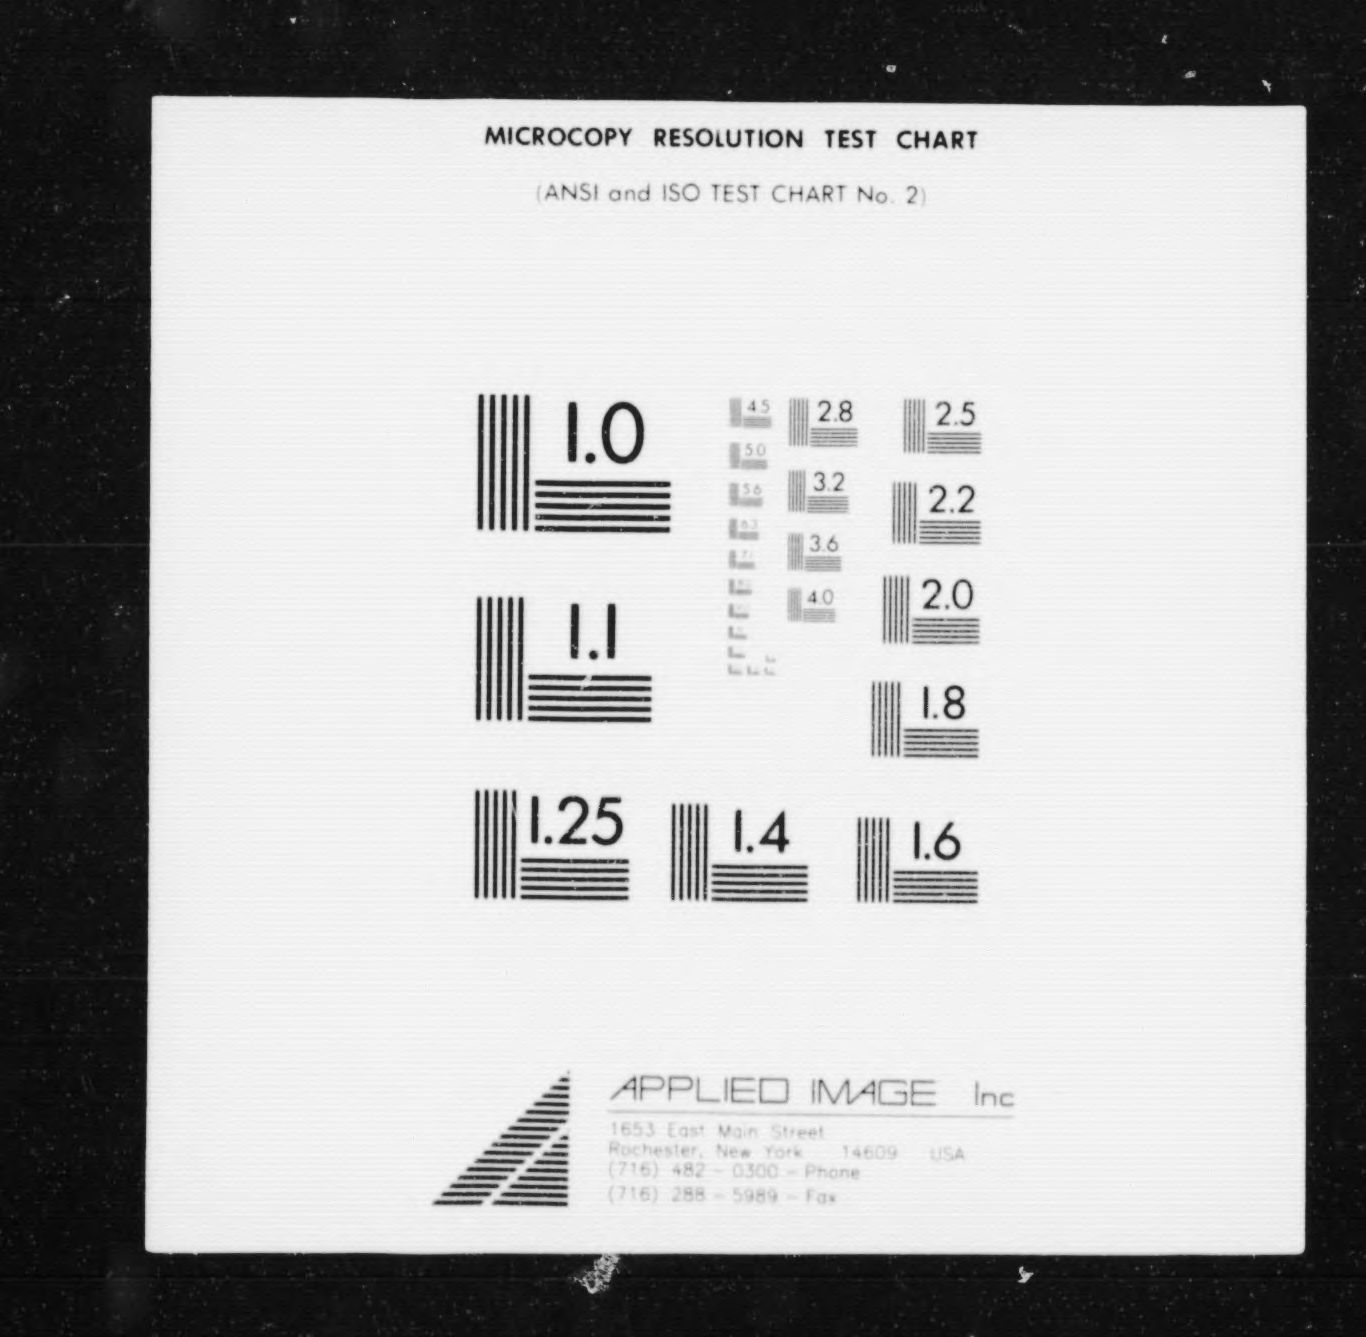 MICROCOPY RESOLUTION TEST CHART
(ANSI and ISO TEST CHART No. 2)
1.0
1.1
1.25
1.4
1.6
1.8
2.0
2.2
2.5
2.8
3.2
3.6
4.0
4.5
5.0
5.6
6.3
7.1
APPLIED IMAGE Inc
1653 East Main Street
Rochester, New York 14609 USA
(716) 482 - 0300 - Phone
(716) 288 - 5989 - Fax